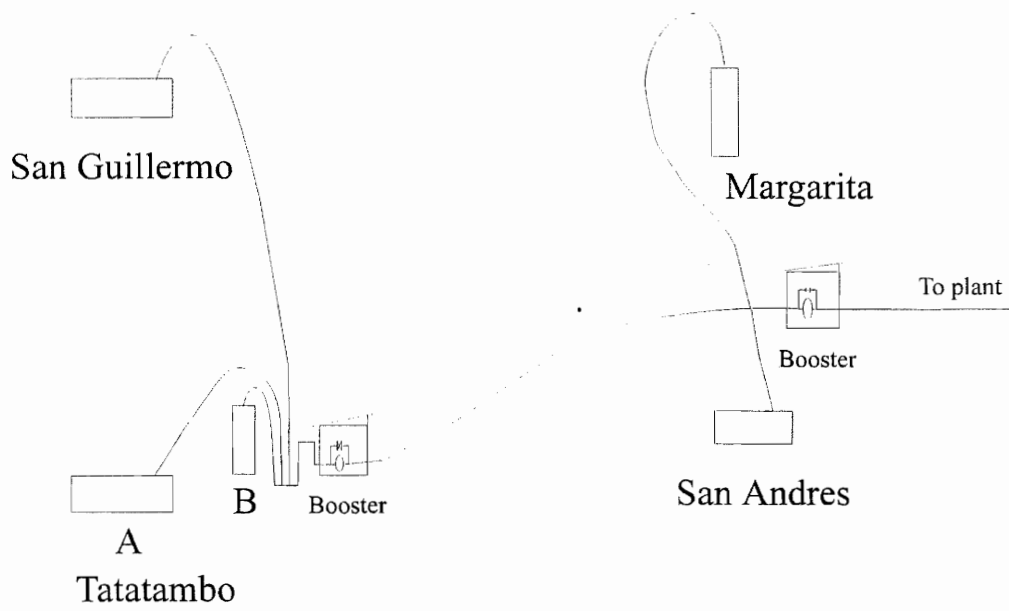 San Guillermo
Margarita
To plant
Booster
San Andres
B
Booster
A
Tatatambo